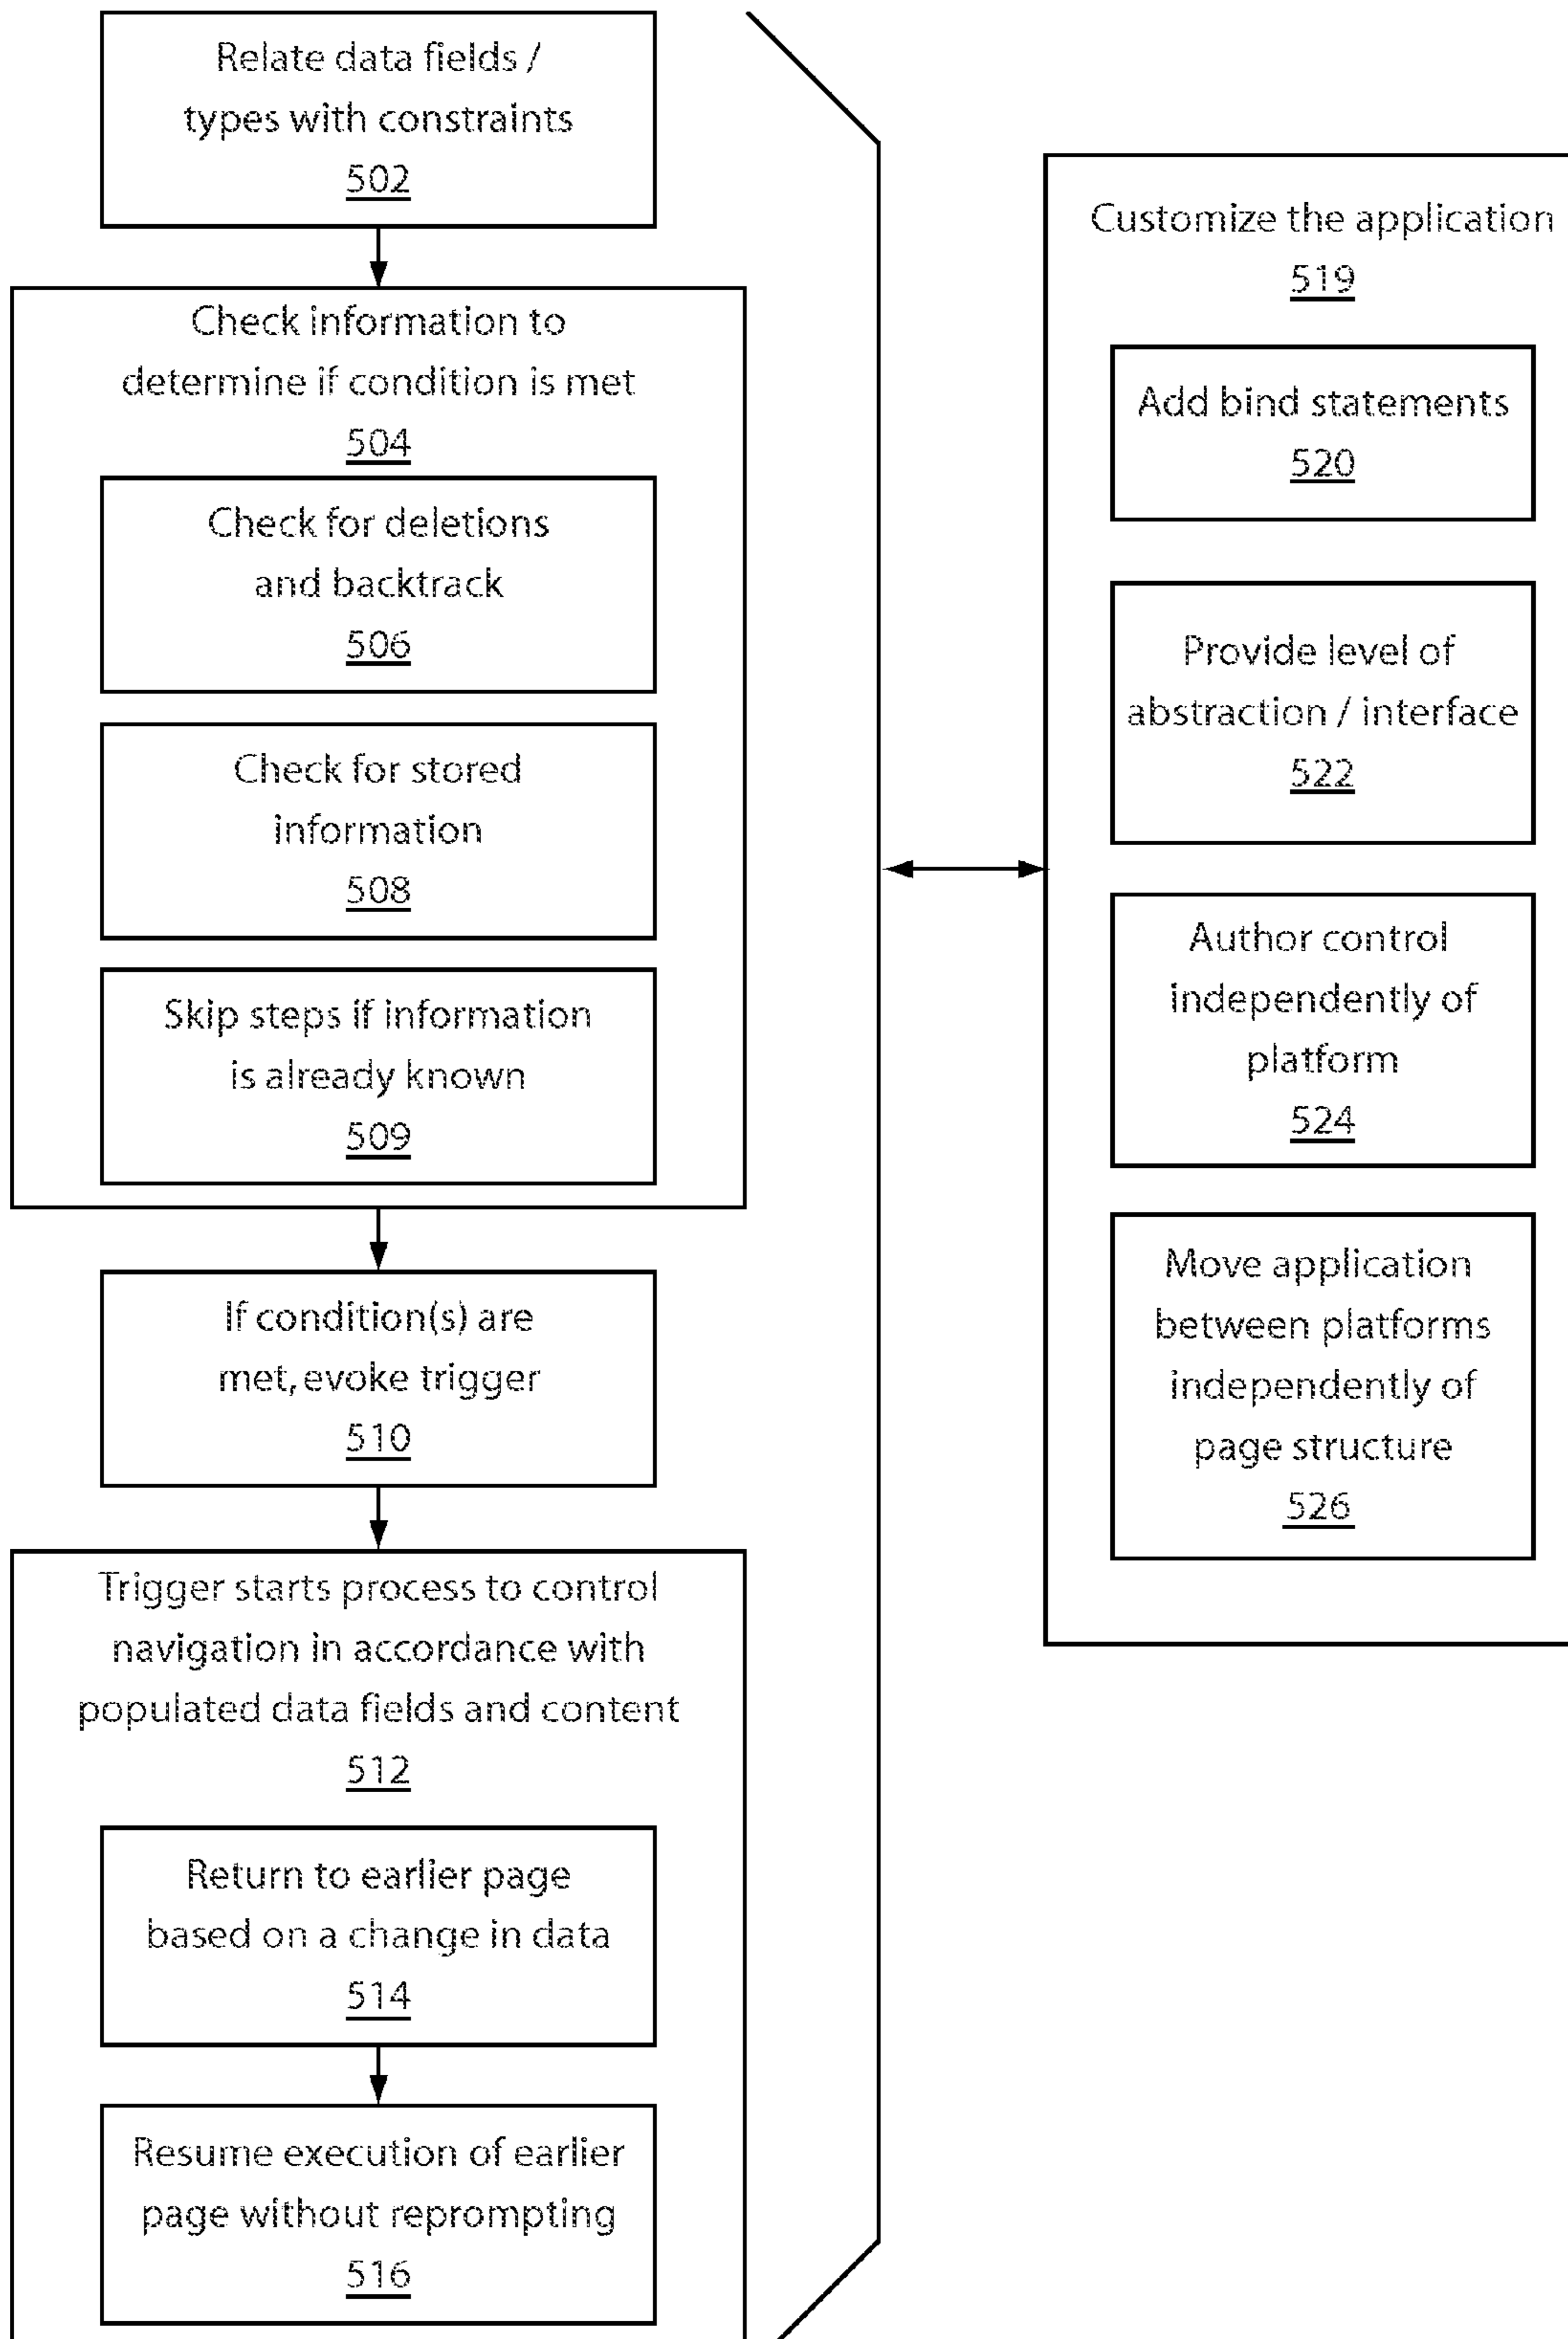 Relate data fields /
types with constraints
502
Check information to
determine if condition is met
504
Check for deletions
and backtrack
506
Check for stored
information
508
Skip steps if information
is already known
509
If condition(s) are
met, evoke trigger
510
Trigger starts process to control
navigation in accordance with
populated data fields and content
512
Return to earlier page
based on a change in data
514
Resume execution of earlier
page without reprompting
516
Customize the application
519
Add bind statements
520
Provide level of
abstraction / interface
522
Author control
independently of
platform
524
Move application
between platforms
independently of
page structure
526